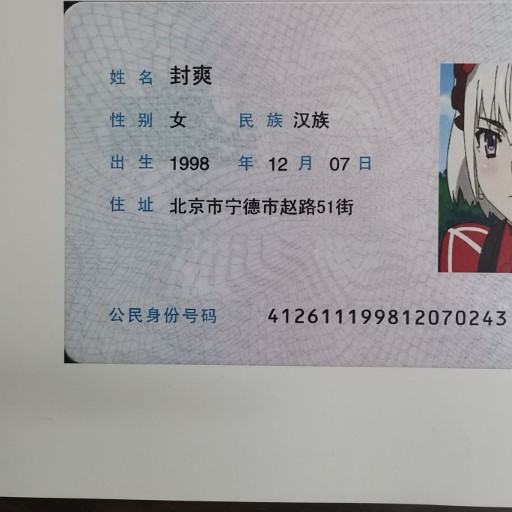 姓名 封爽
性别 女 民族 汉族
出生 1998 年 12 月 07 日
住址 北京市宁德市赵路51街
公民身份号码 412611199812070243